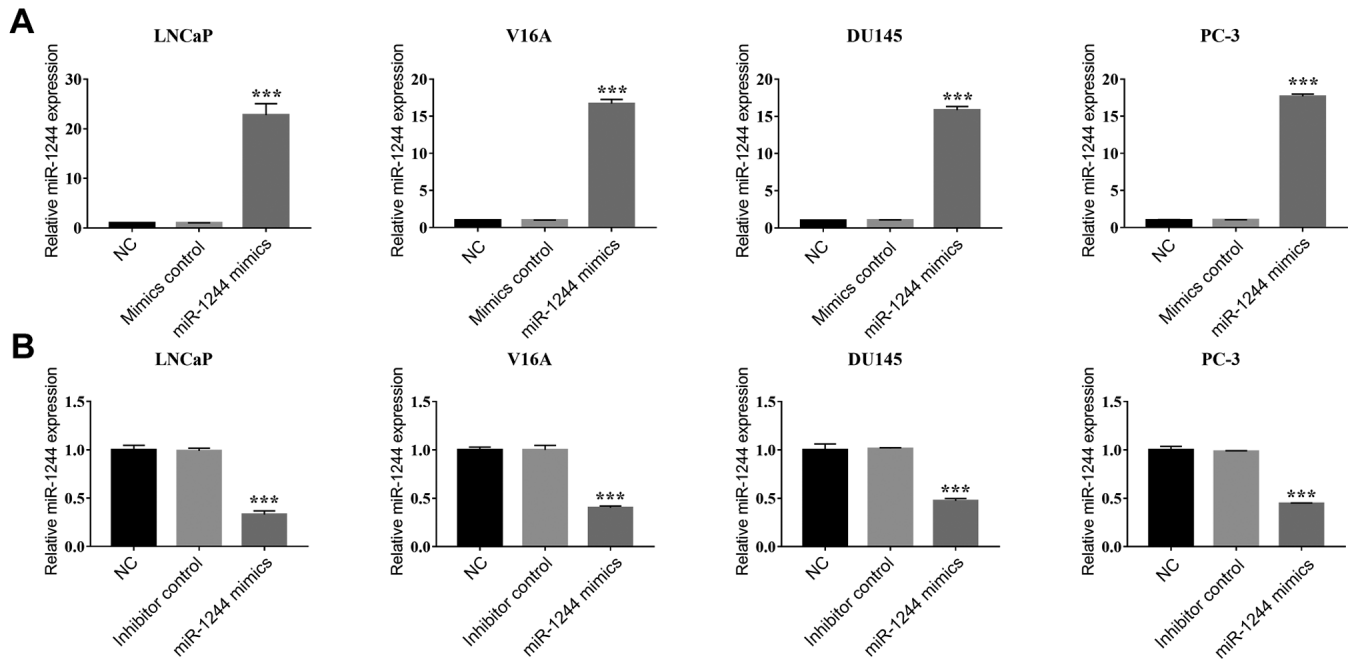 A
LNCaP
Relative miR-1244 expression
30
20
10
0
***
NC
Mimics control
miR-1244 mimics
V16A
Relative miR-1244 expression
20
15
10
5
0
***
NC
Mimics control
miR-1244 mimics
DU145
Relative miR-1244 expression
20
15
10
5
0
***
NC
Mimics control
miR-1244 mimics
PC-3
Relative miR-1244 expression
20
15
10
5
0
***
NC
Mimics control
miR-1244 mimics
B
LNCaP
Relative miR-1244 expression
1.5
1.0
0.5
0.0
***
NC
Inhibitor control
miR-1244 mimics
V16A
Relative miR-1244 expression
1.5
1.0
0.5
0.0
***
NC
Inhibitor control
miR-1244 mimics
DU145
Relative miR-1244 expression
1.5
1.0
0.5
0.0
***
NC
Inhibitor control
miR-1244 mimics
PC-3
Relative miR-1244 expression
1.5
1.0
0.5
0.0
***
NC
Inhibitor control
miR-1244 mimics